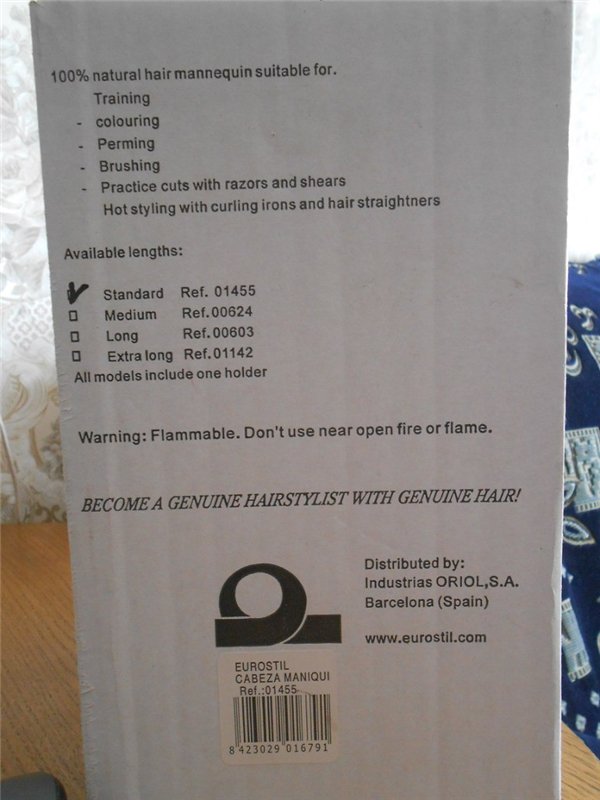 100% natural hair mannequin suitable for.
Training
- colouring
- Perming
- Brushing
- Practice cuts with razors and shears
Hot styling with curling irons and hair straightners
Available lengths:
Standard Ref. 01455
Medium Ref.00624
Long Ref.00603
Extra long Ref.01142
All models include one holder
Warning: Flammable. Don't use near open fire or flame.
BECOME A GENUINE HAIRSTYLIST WITH GENUINE HAIR!
Distributed by:
Industrias ORIOL,S.A.
Barcelona (Spain)
www.eurostil.com
EUROSTIL
CABEZA MANIQUI
Ref.:01455
8 423029 016791